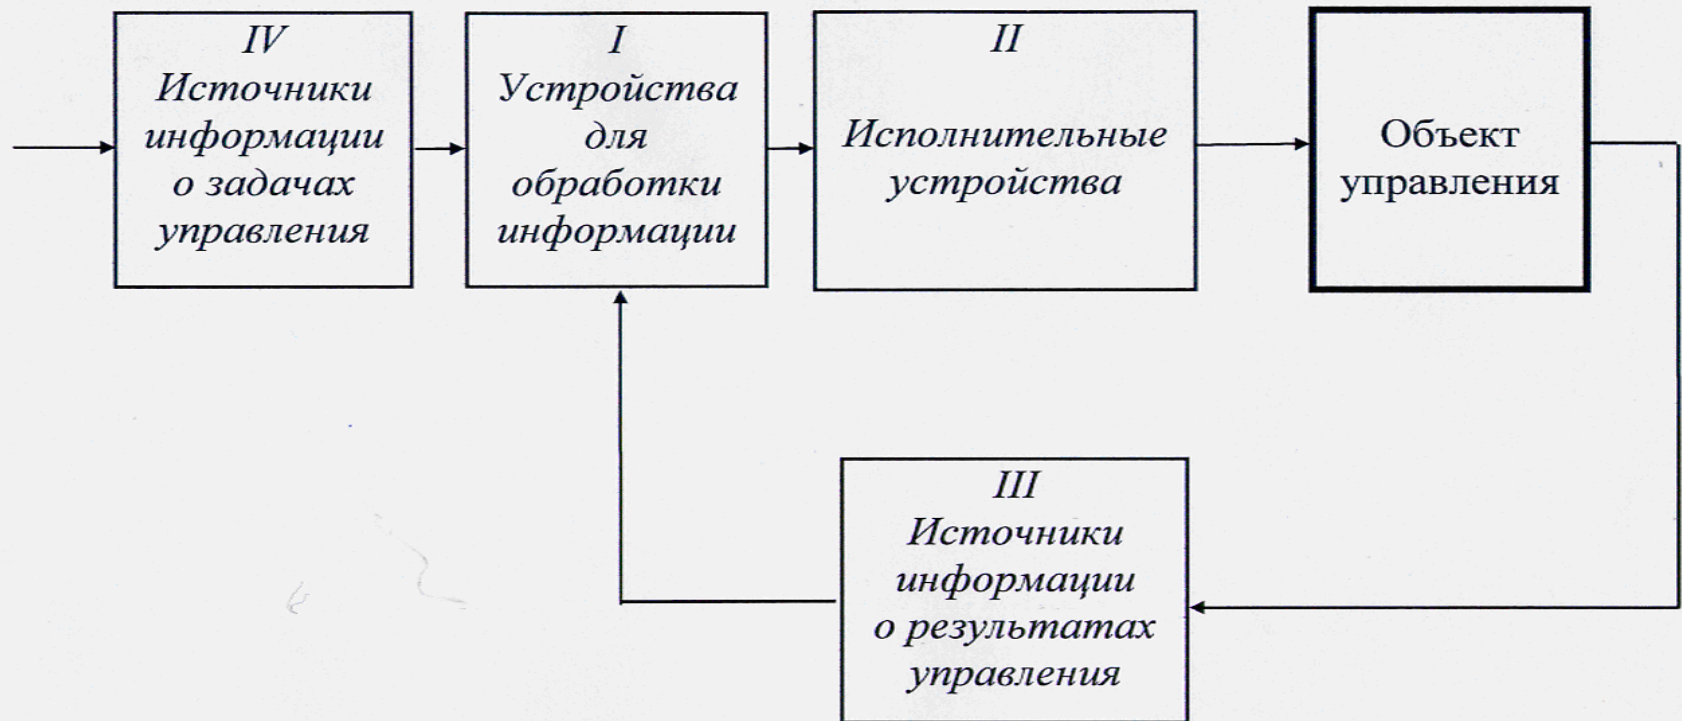 IV
Источники
информации
о задачах
управления
I
Устройства
для
обработки
информации
II
Исполнительные
устройства
Объект
управления
III
Источники
информации
о результатах
управления